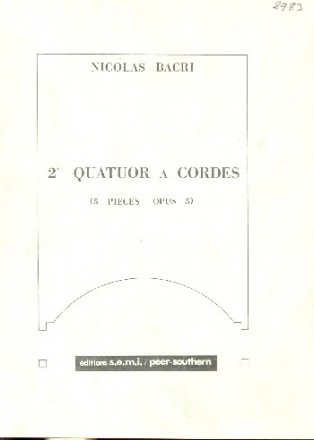 2983
NICOLAS BACRI
2e QUATUOR A CORDES
(5 PIECES OPUS 5)
éditions s.e.m.i. / peer-southern